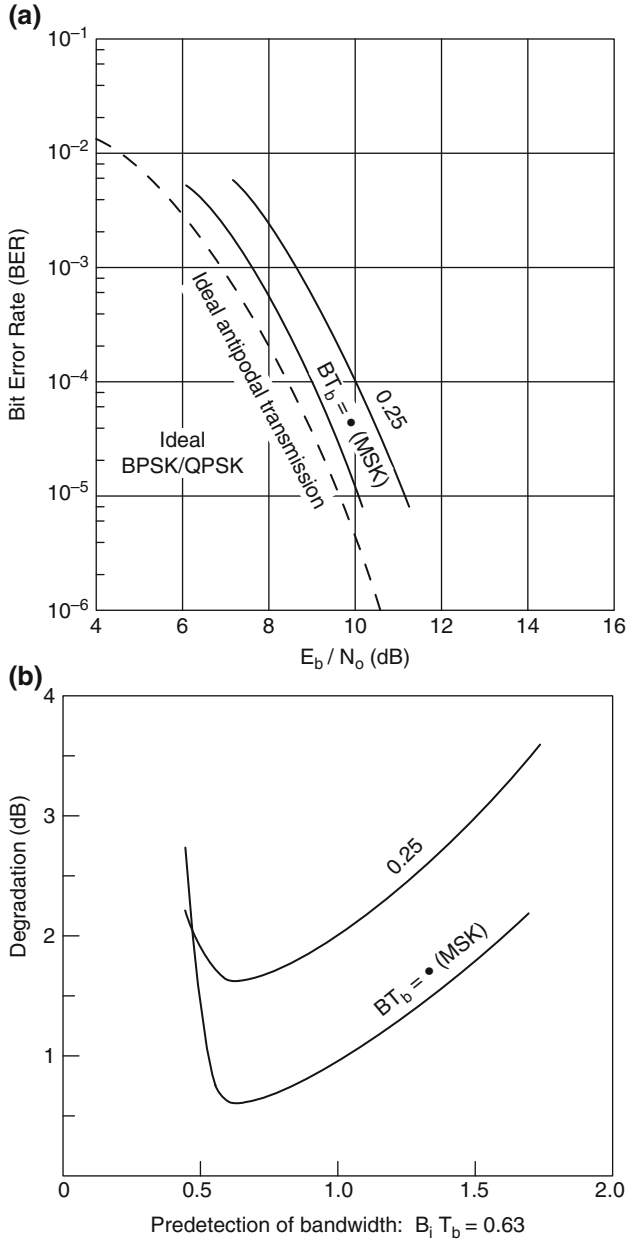 (a)
10⁻¹
10⁻²
10⁻³
10⁻⁴
10⁻⁵
10⁻⁶
Bit Error Rate (BER)
Ideal antipodal transmission
BT_b = • (MSK)
0.25
Ideal
BPSK/QPSK
4 6 8 10 12 14 16
E_b / N_o (dB)
(b)
4
3
2
1
Degradation (dB)
0.25
BT_b = • (MSK)
0 0.5 1.0 1.5 2.0
Predetection of bandwidth: B_i T_b = 0.63